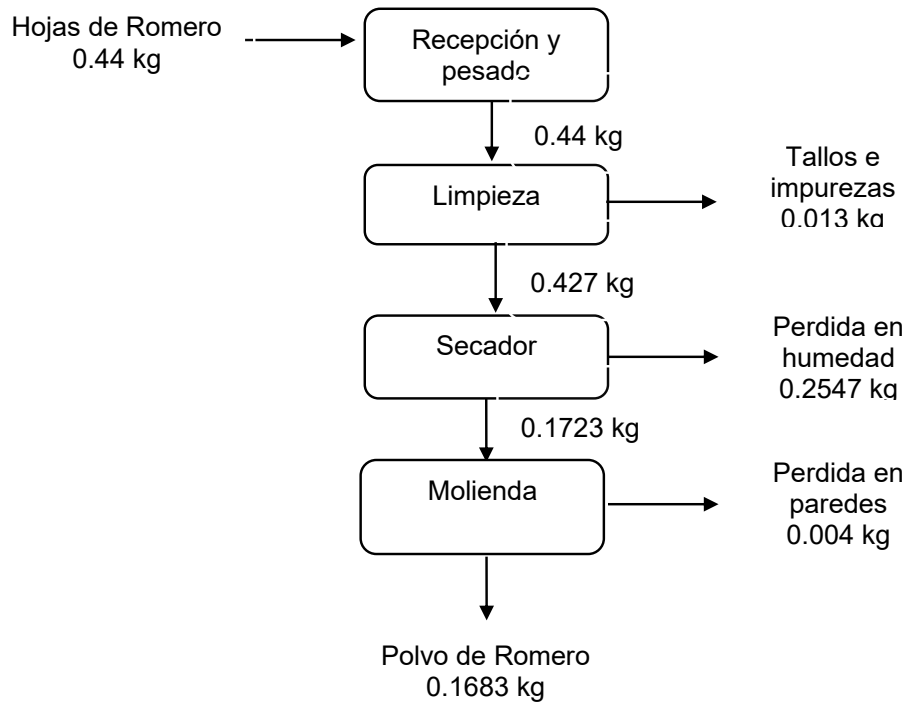 Hojas de Romero
0.44 kg
Recepción y
pesado
0.44 kg
Limpieza
Tallos e
impurezas
0.013 kg
0.427 kg
Secador
Perdida en
humedad
0.2547 kg
0.1723 kg
Molienda
Perdida en
paredes
0.004 kg
Polvo de Romero
0.1683 kg